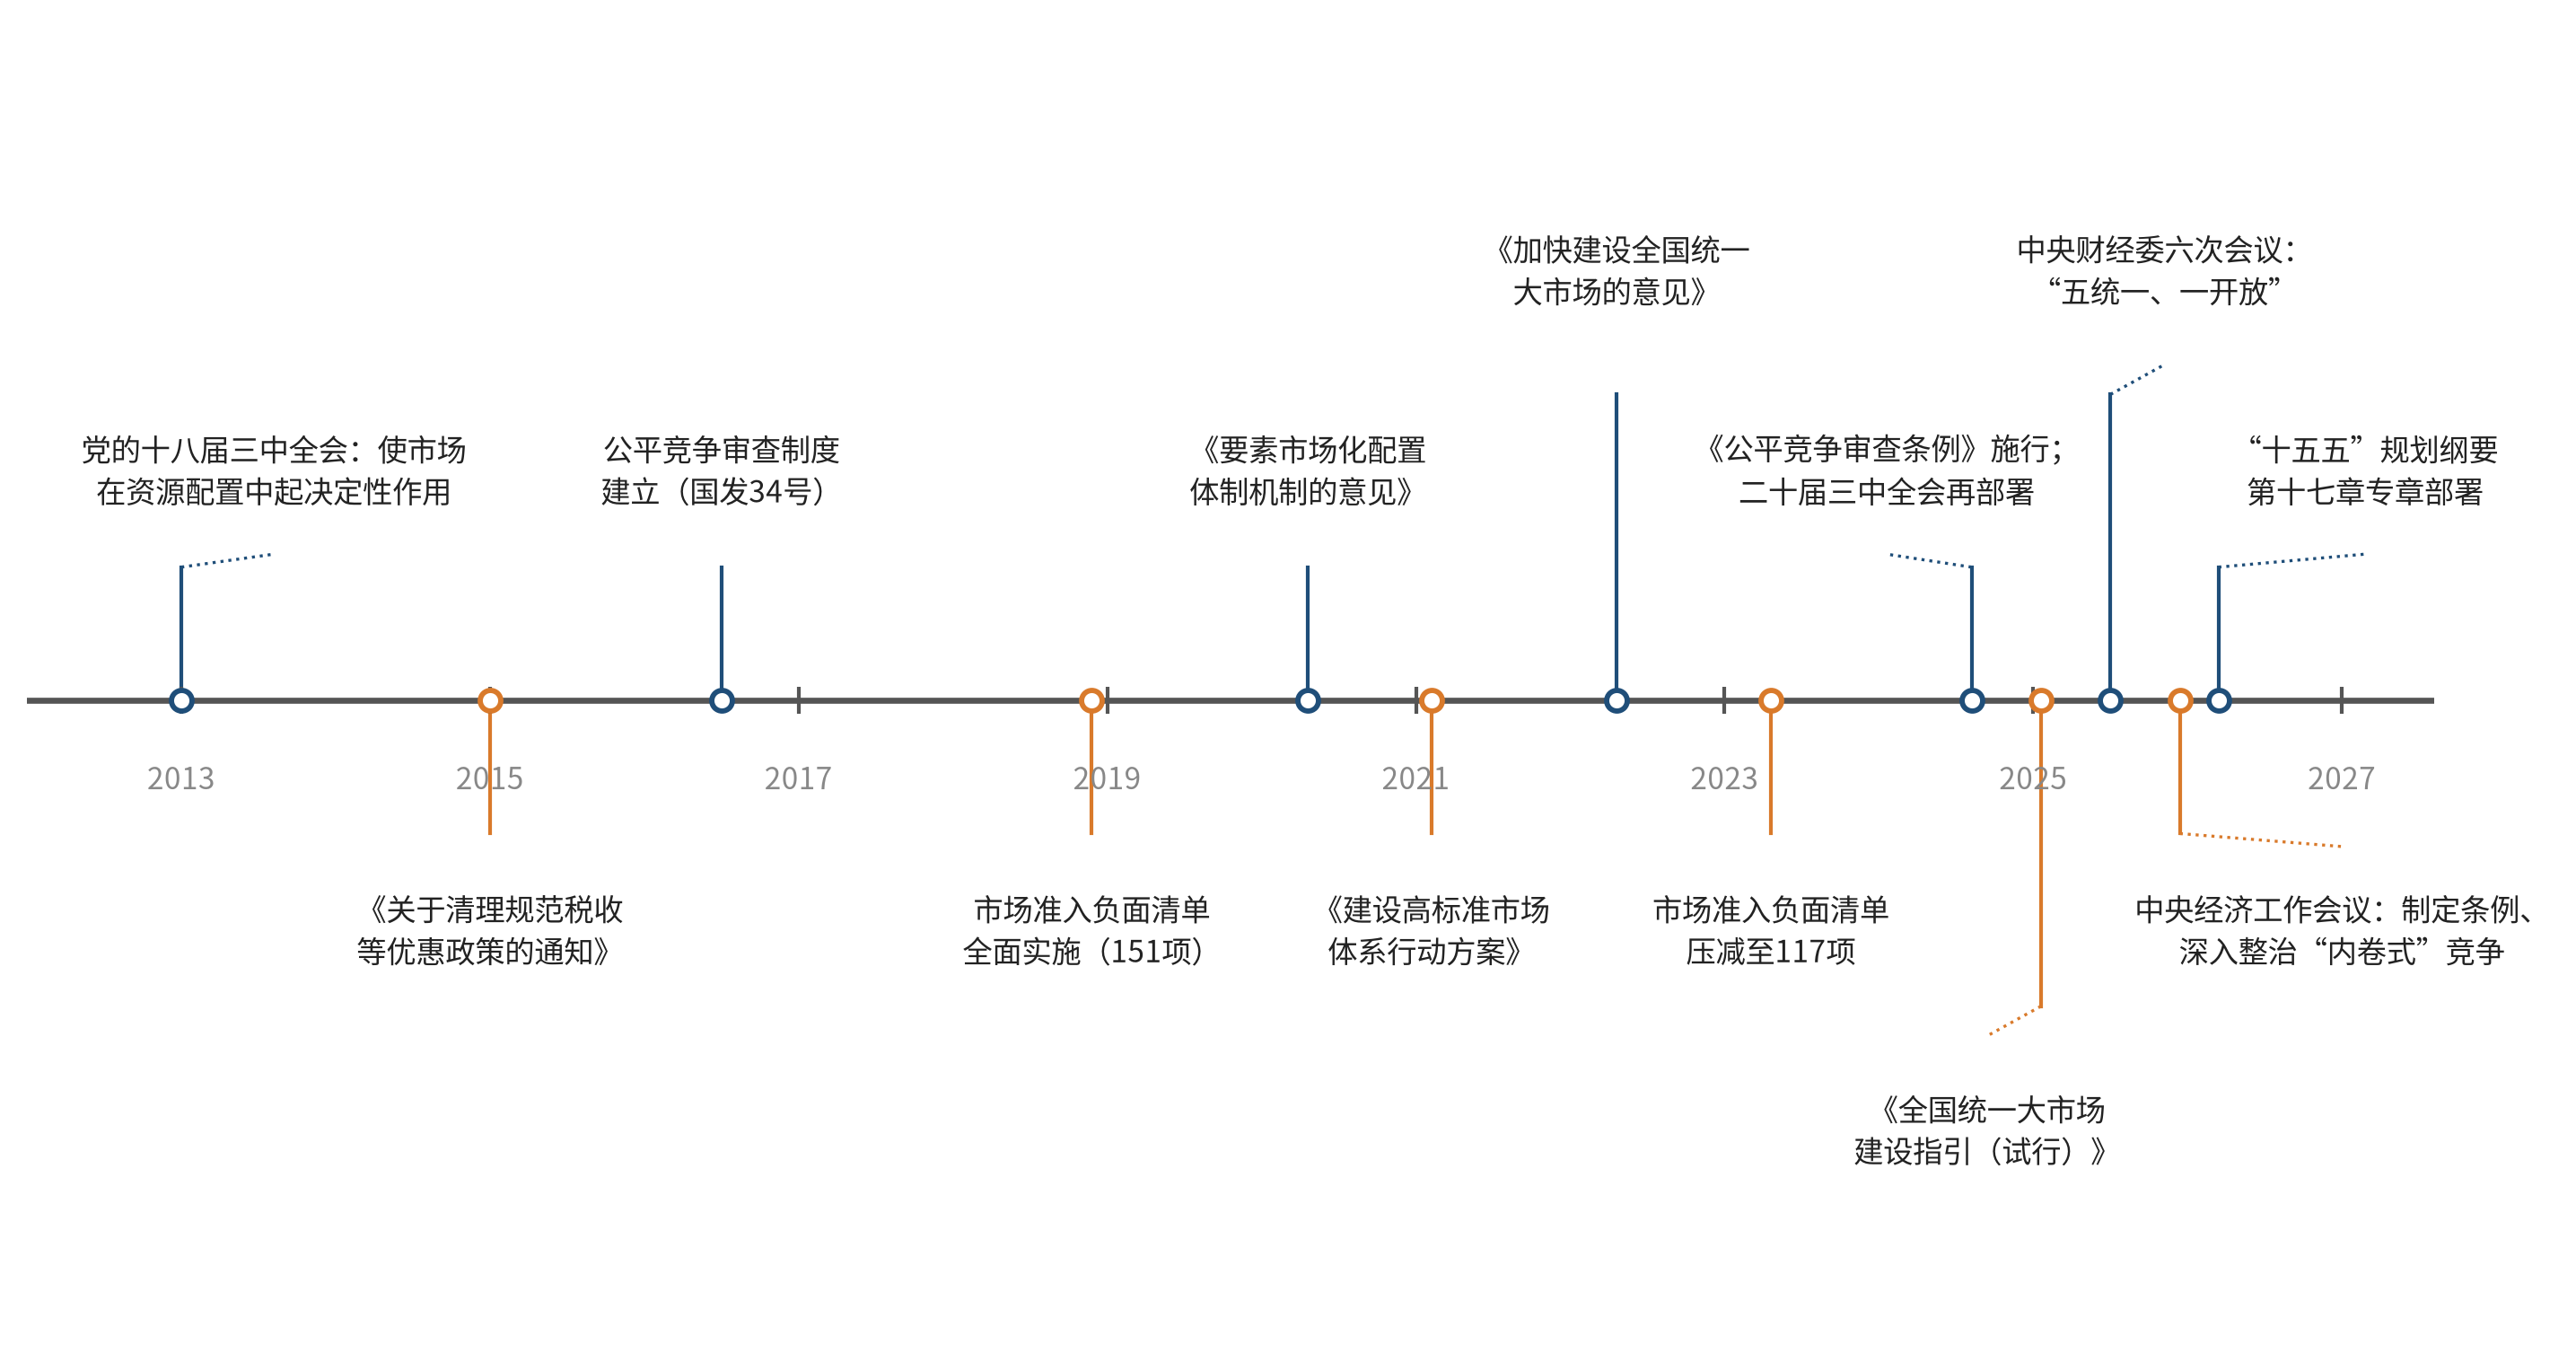 《加快建设全国统一
大市场的意见》
中央财经委六次会议：
“五统一、一开放”
党的十八届三中全会：使市场
在资源配置中起决定性作用
公平竞争审查制度
建立（国发34号）
《要素市场化配置
体制机制的意见》
《公平竞争审查条例》施行；
二十届三中全会再部署
“十五五”规划纲要
第十七章专章部署
2013
2015
2017
2019
2021
2023
2025
2027
《关于清理规范税收
等优惠政策的通知》
市场准入负面清单
全面实施（151项）
《建设高标准市场
体系行动方案》
市场准入负面清单
压减至117项
中央经济工作会议：制定条例、
深入整治“内卷式”竞争
《全国统一大市场
建设指引（试行）》